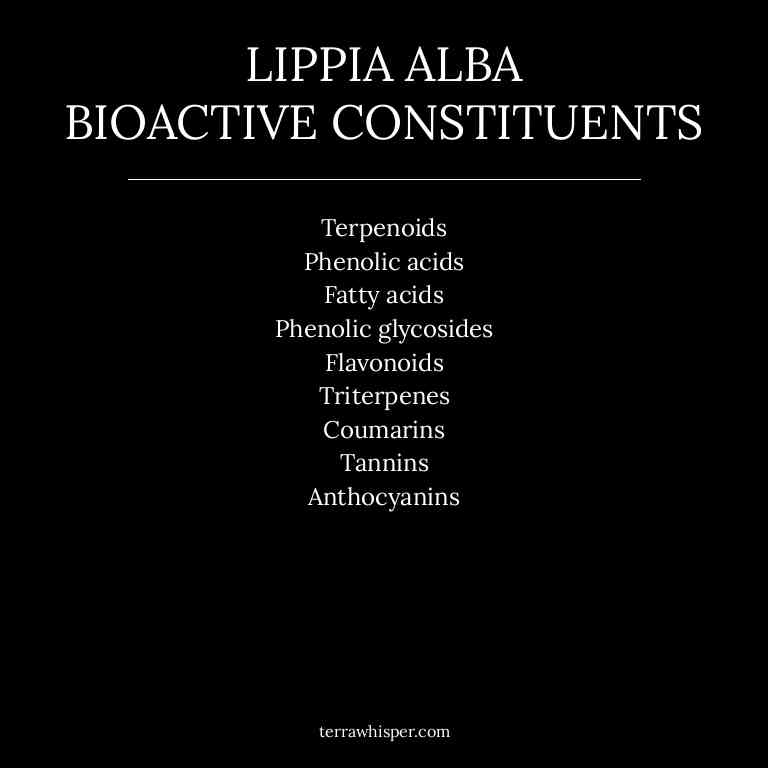 LIPPIA ALBA
BIOACTIVE CONSTITUENTS
Terpenoids
Phenolic acids
Fatty acids
Phenolic glycosides
Flavonoids
Triterpenes
Coumarins
Tannins
Anthocyanins
terrawhisper.com